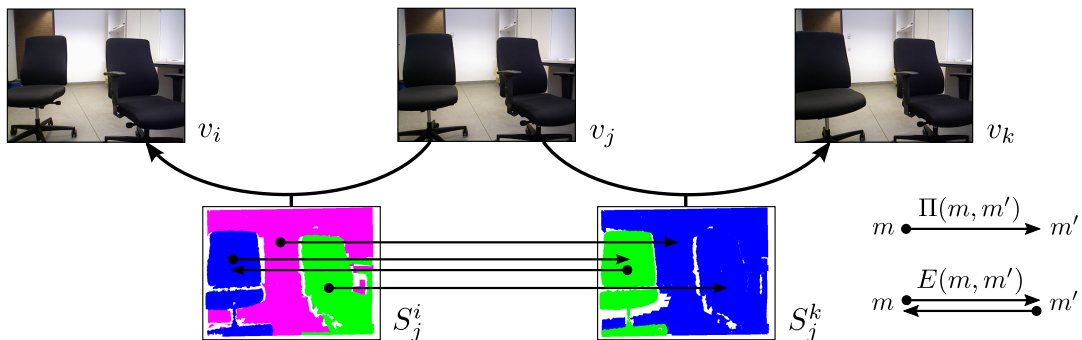 v_i
v_j
v_k
Π(m, m′)
m m′
E(m, m′)
m m′
S_j^i
S_j^k